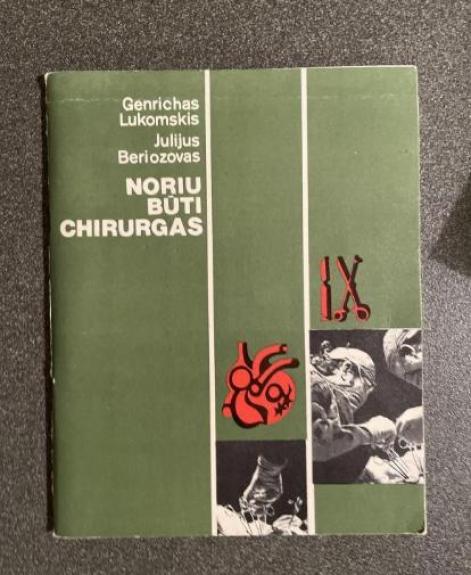 Genrichas
Lukomskis
Julijus
Beriozovas
NORIU
BŪTI
CHIRURGAS